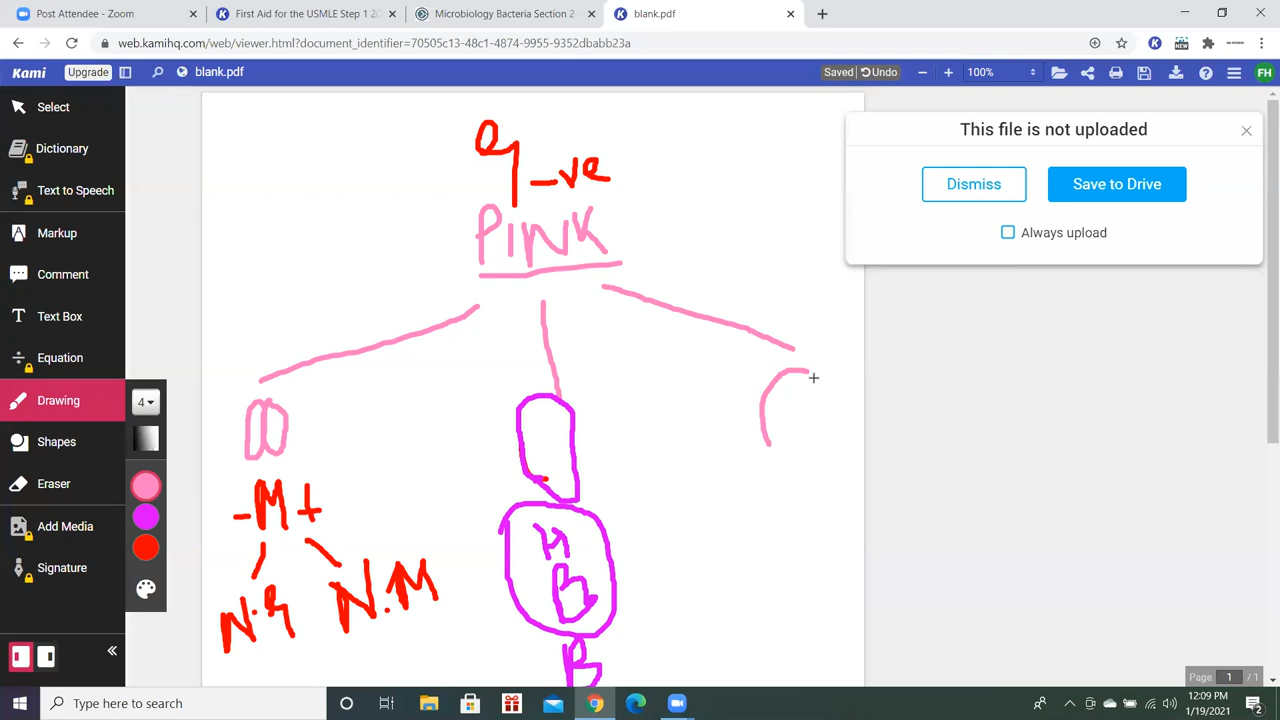 Post Attendee - Zoom
First Aid for the USMLE Step 1 20
Microbiology Bacteria Section 2 -
blank.pdf
web.kamihq.com/web/viewer.html?document_identifier=70505c13-48c1-4874-9955-9352dbabb23a
Kami
Upgrade
blank.pdf
Saved
Undo
100%
FH
Select
Dictionary
Text to Speech
Markup
Comment
Text Box
Equation
Drawing
Shapes
Eraser
Add Media
Signature
4
This file is not uploaded
Dismiss
Save to Drive
Always upload
-ve
PINK
- M +
N.G
N.M
H
B
B
Page 1 / 1
Type here to search
12:09 PM
1/19/2021
2